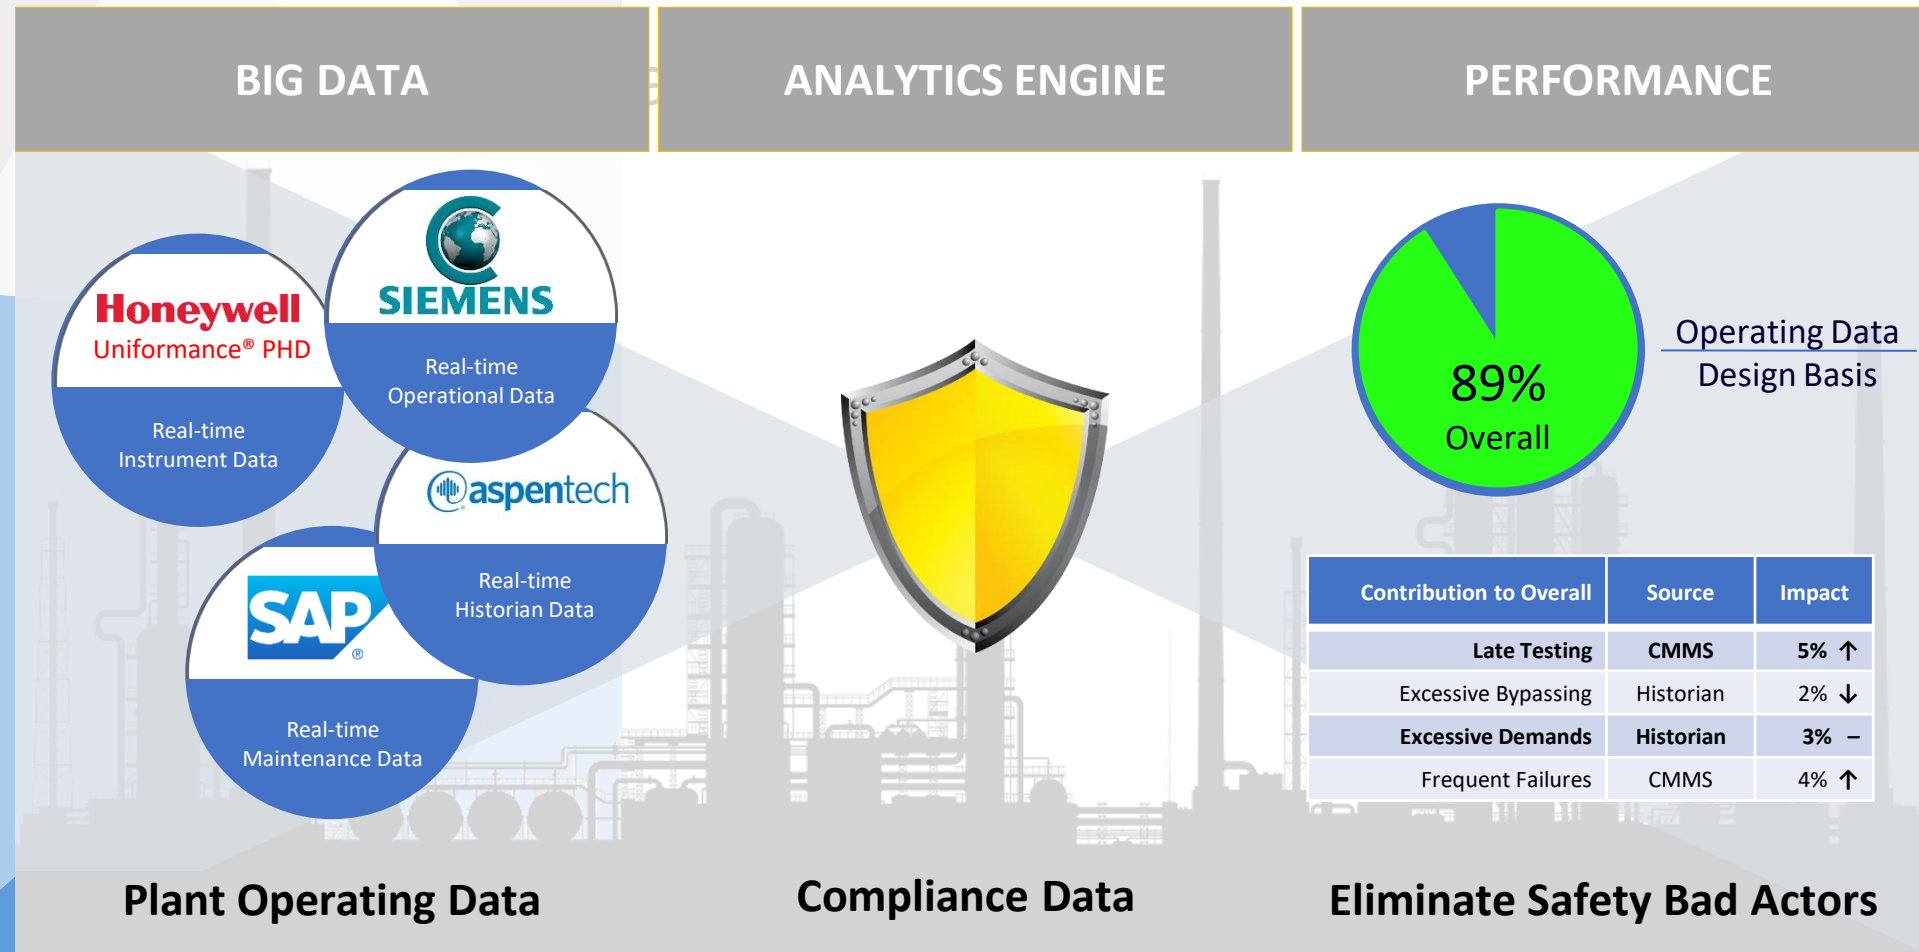 BIG DATA
ANALYTICS ENGINE
PERFORMANCE
Honeywell
Uniformance® PHD
Real-time
Instrument Data
SIEMENS
Real-time
Operational Data
aspentech
Real-time
Historian Data
SAP
®
Real-time
Maintenance Data
89%
Overall
Operating Data
Design Basis
Contribution to Overall Source Impact
Late Testing CMMS 5% ↑
Excessive Bypassing Historian 2% ↓
Excessive Demands Historian 3% –
Frequent Failures CMMS 4% ↑
Plant Operating Data
Compliance Data
Eliminate Safety Bad Actors